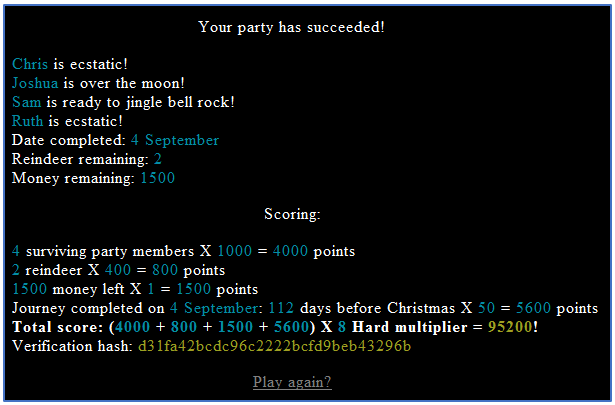 Your party has succeeded!
Chris is ecstatic!
Joshua is over the moon!
Sam is ready to jingle bell rock!
Ruth is ecstatic!
Date completed: 4 September
Reindeer remaining: 2
Money remaining: 1500
Scoring:
4 surviving party members X 1000 = 4000 points
2 reindeer X 400 = 800 points
1500 money left X 1 = 1500 points
Journey completed on 4 September: 112 days before Christmas X 50 = 5600 points
Total score: (4000 + 800 + 1500 + 5600) X 8 Hard multiplier = 95200!
Verification hash: d31fa42bcdc96c2222bcfd9beb43296b
Play again?